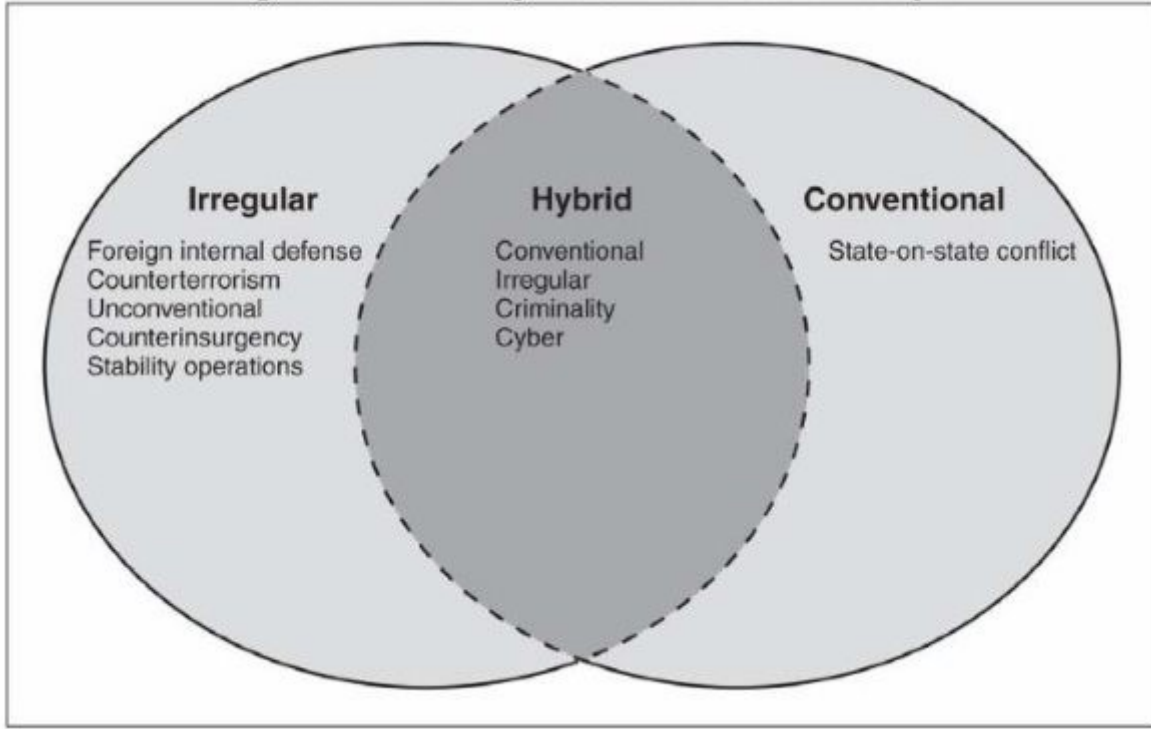 Irregular
Foreign internal defense
Counterterrorism
Unconventional
Counterinsurgency
Stability operations
Hybrid
Conventional
Irregular
Criminality
Cyber
Conventional
State-on-state conflict